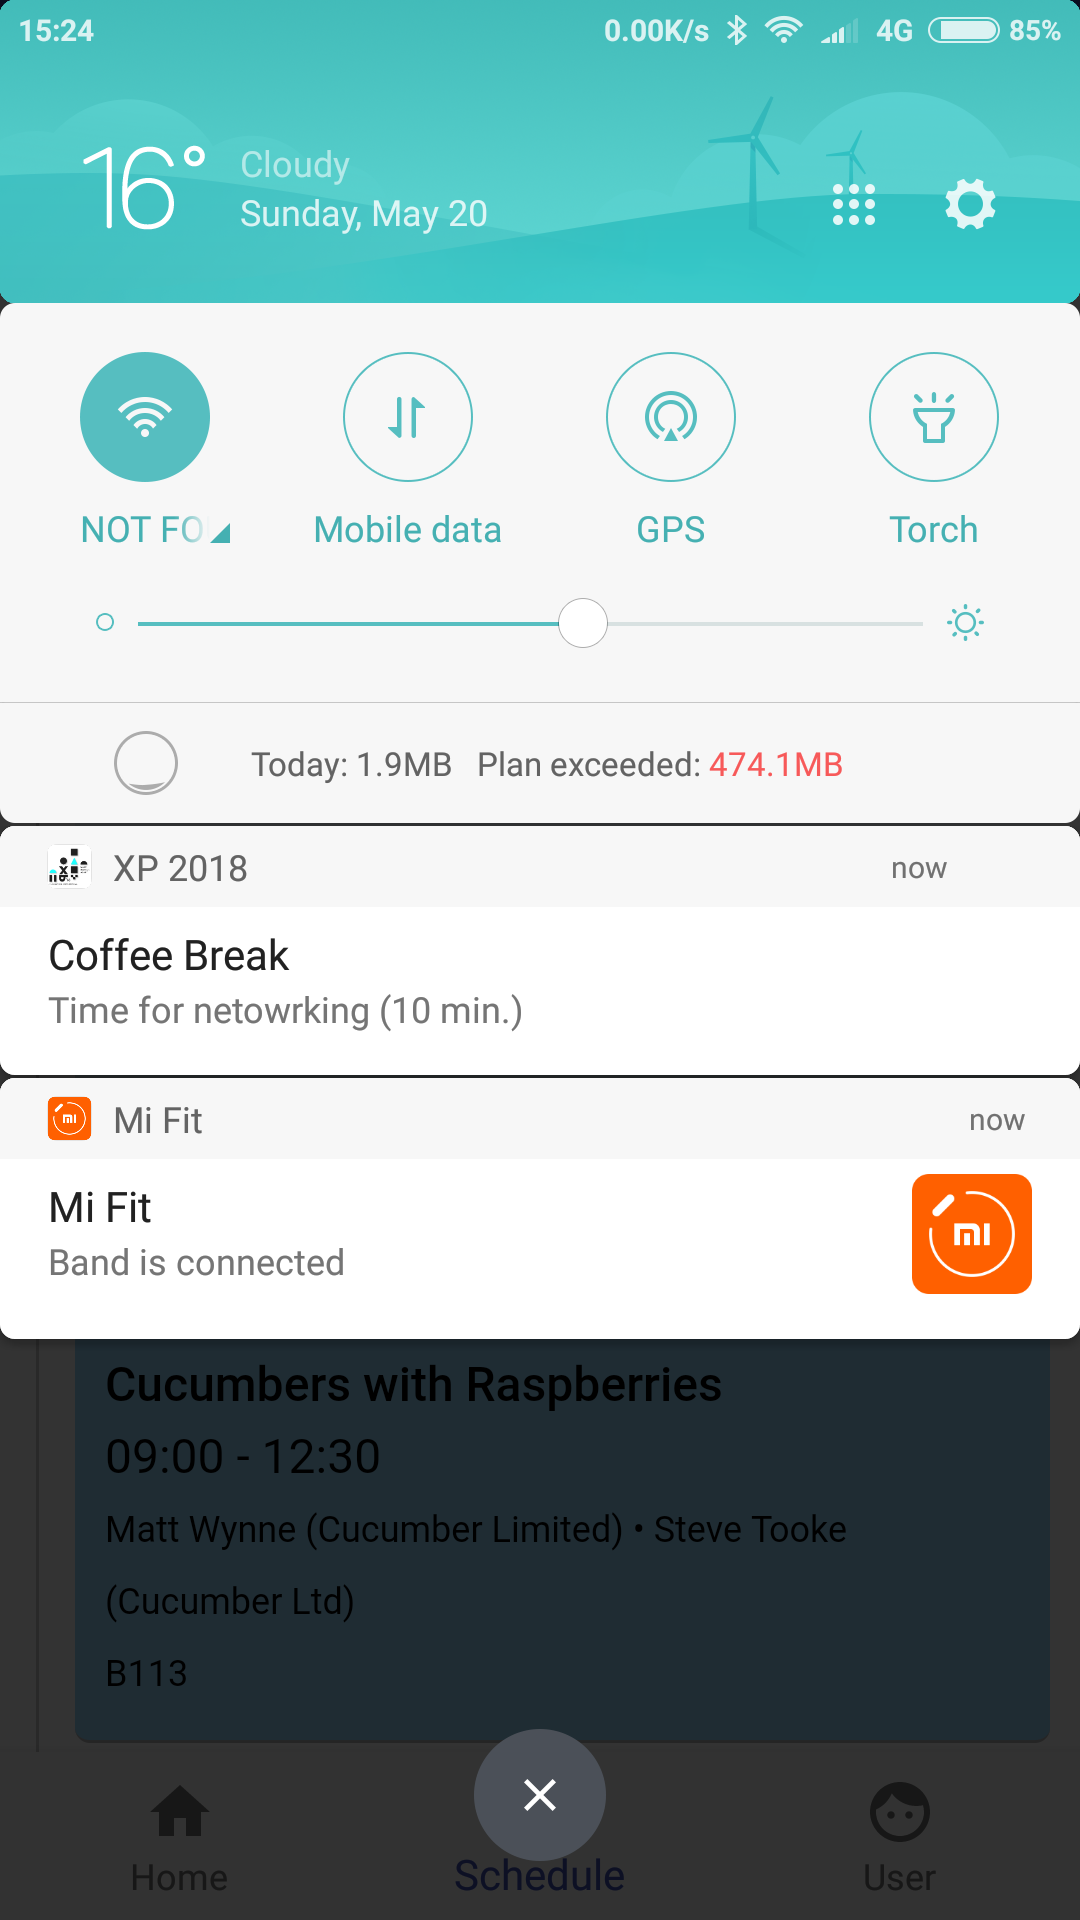 15:24 0.00K/s 4G 85%
16° Cloudy
Sunday, May 20
NOT FO Mobile data GPS Torch
Today: 1.9MB Plan exceeded: 474.1MB
XP 2018 now
Coffee Break
Time for netowrking (10 min.)
Mi Fit now
Mi Fit
Band is connected
Cucumbers with Raspberries
09:00 - 12:30
Matt Wynne (Cucumber Limited) • Steve Tooke
(Cucumber Ltd)
B113
Home Schedule User